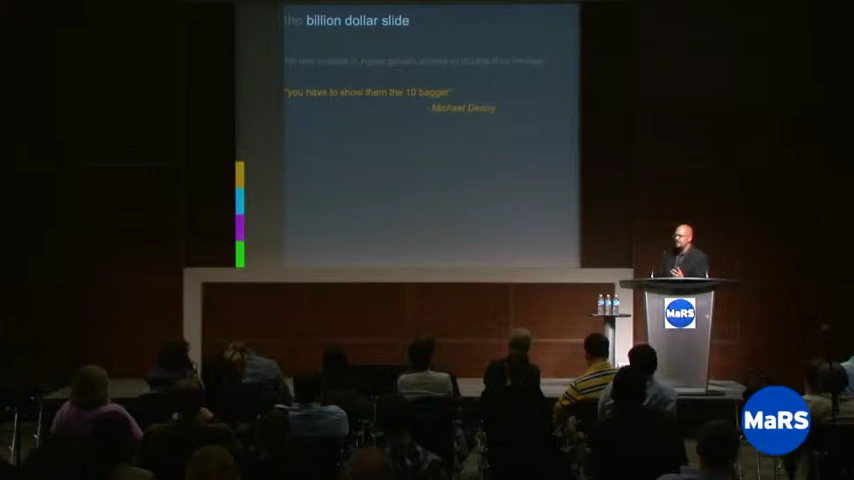 the billion dollar slide
"you have to show them the 10 bagger"
- Michael Denny
MaRS
MaRS